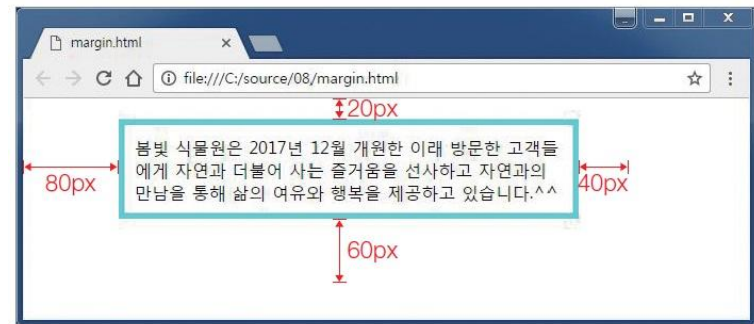 margin.html
file:///C:/source/08/margin.html
20px
봄빛 식물원은 2017년 12월 개원한 이래 방문한 고객들
에게 자연과 더불어 사는 즐거움을 선사하고 자연과의
만남을 통해 삶의 여유와 행복을 제공하고 있습니다.^^
80px
40px
60px